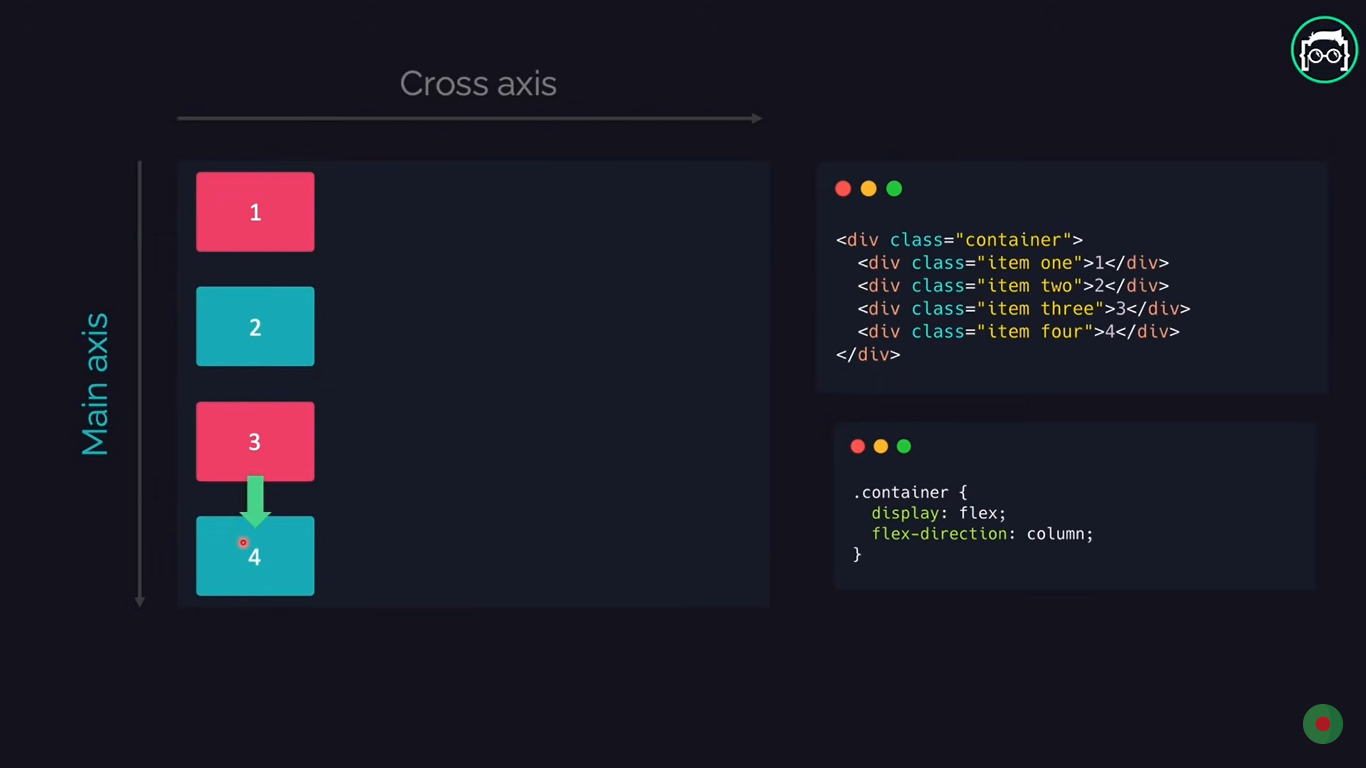 Cross axis
Main axis
1
2
3
4
<div class="container">
  <div class="item one">1</div>
  <div class="item two">2</div>
  <div class="item three">3</div>
  <div class="item four">4</div>
</div>
.container {
  display: flex;
  flex-direction: column;
}